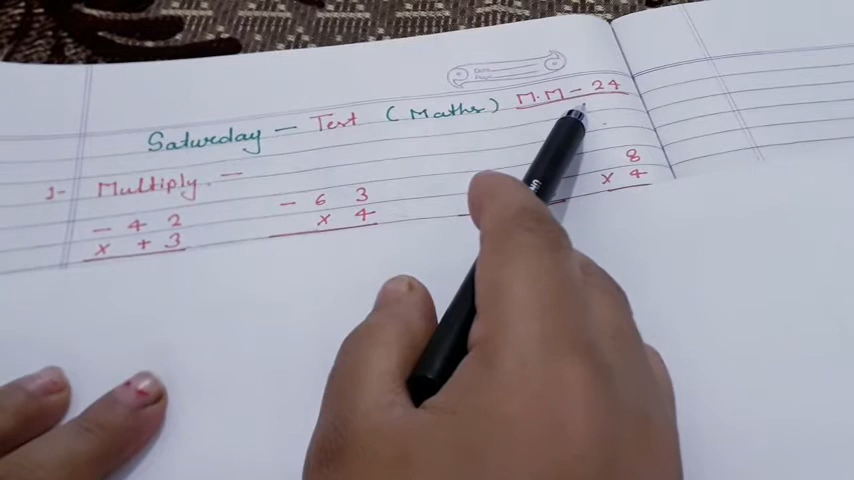 Saturday - Test (Maths) M.M - 24
1- Multiply. -
- 4 2 - 6 3 8
x + 3 x 4 x 4